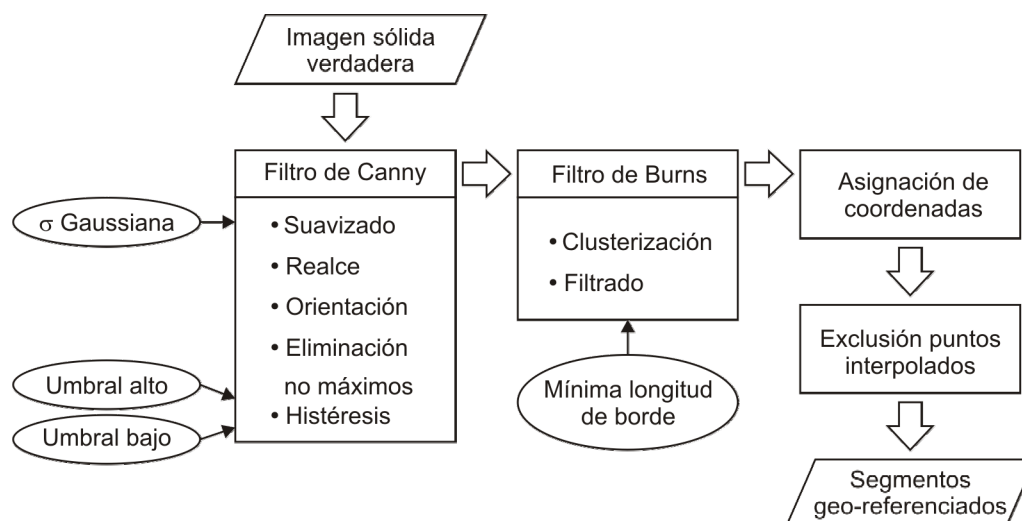 Imagen sólida
verdadera
Filtro de Canny
σ Gaussiana
• Suavizado
• Realce
• Orientación
• Eliminación
no máximos
• Histéresis
Umbral alto
Umbral bajo
Filtro de Burns
• Clusterización
• Filtrado
Mínima longitud
de borde
Asignación de
coordenadas
Exclusión puntos
interpolados
Segmentos
geo-referenciados